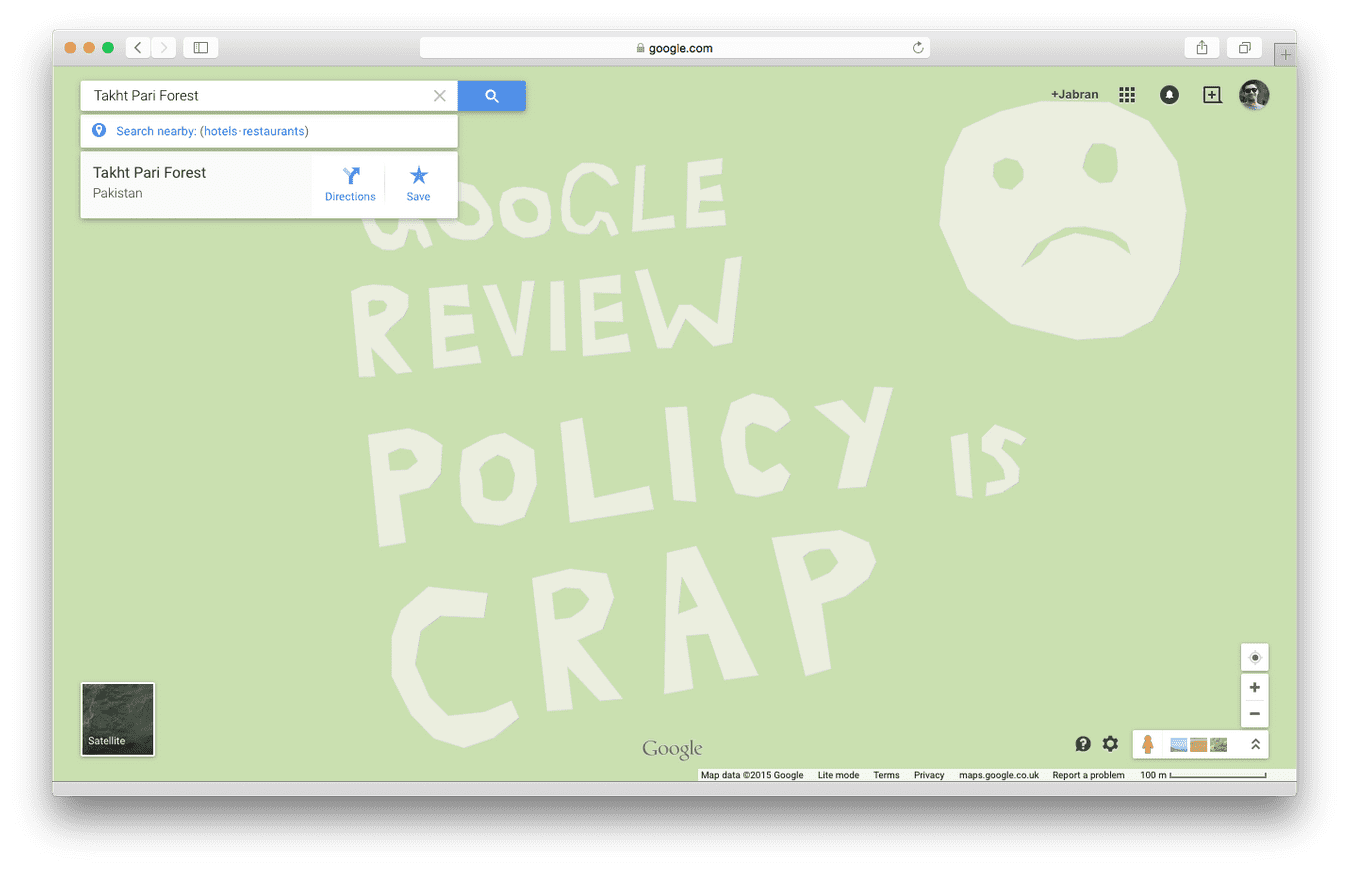 google.com
Takht Pari Forest
+Jabran
Search nearby: (hotels·restaurants)
Takht Pari Forest
Pakistan
Directions
Save
GOOGLE
REVIEW
POLICY IS
CRAP
Satellite
Google
Map data ©2015 Google Lite mode Terms Privacy maps.google.co.uk Report a problem 100 m